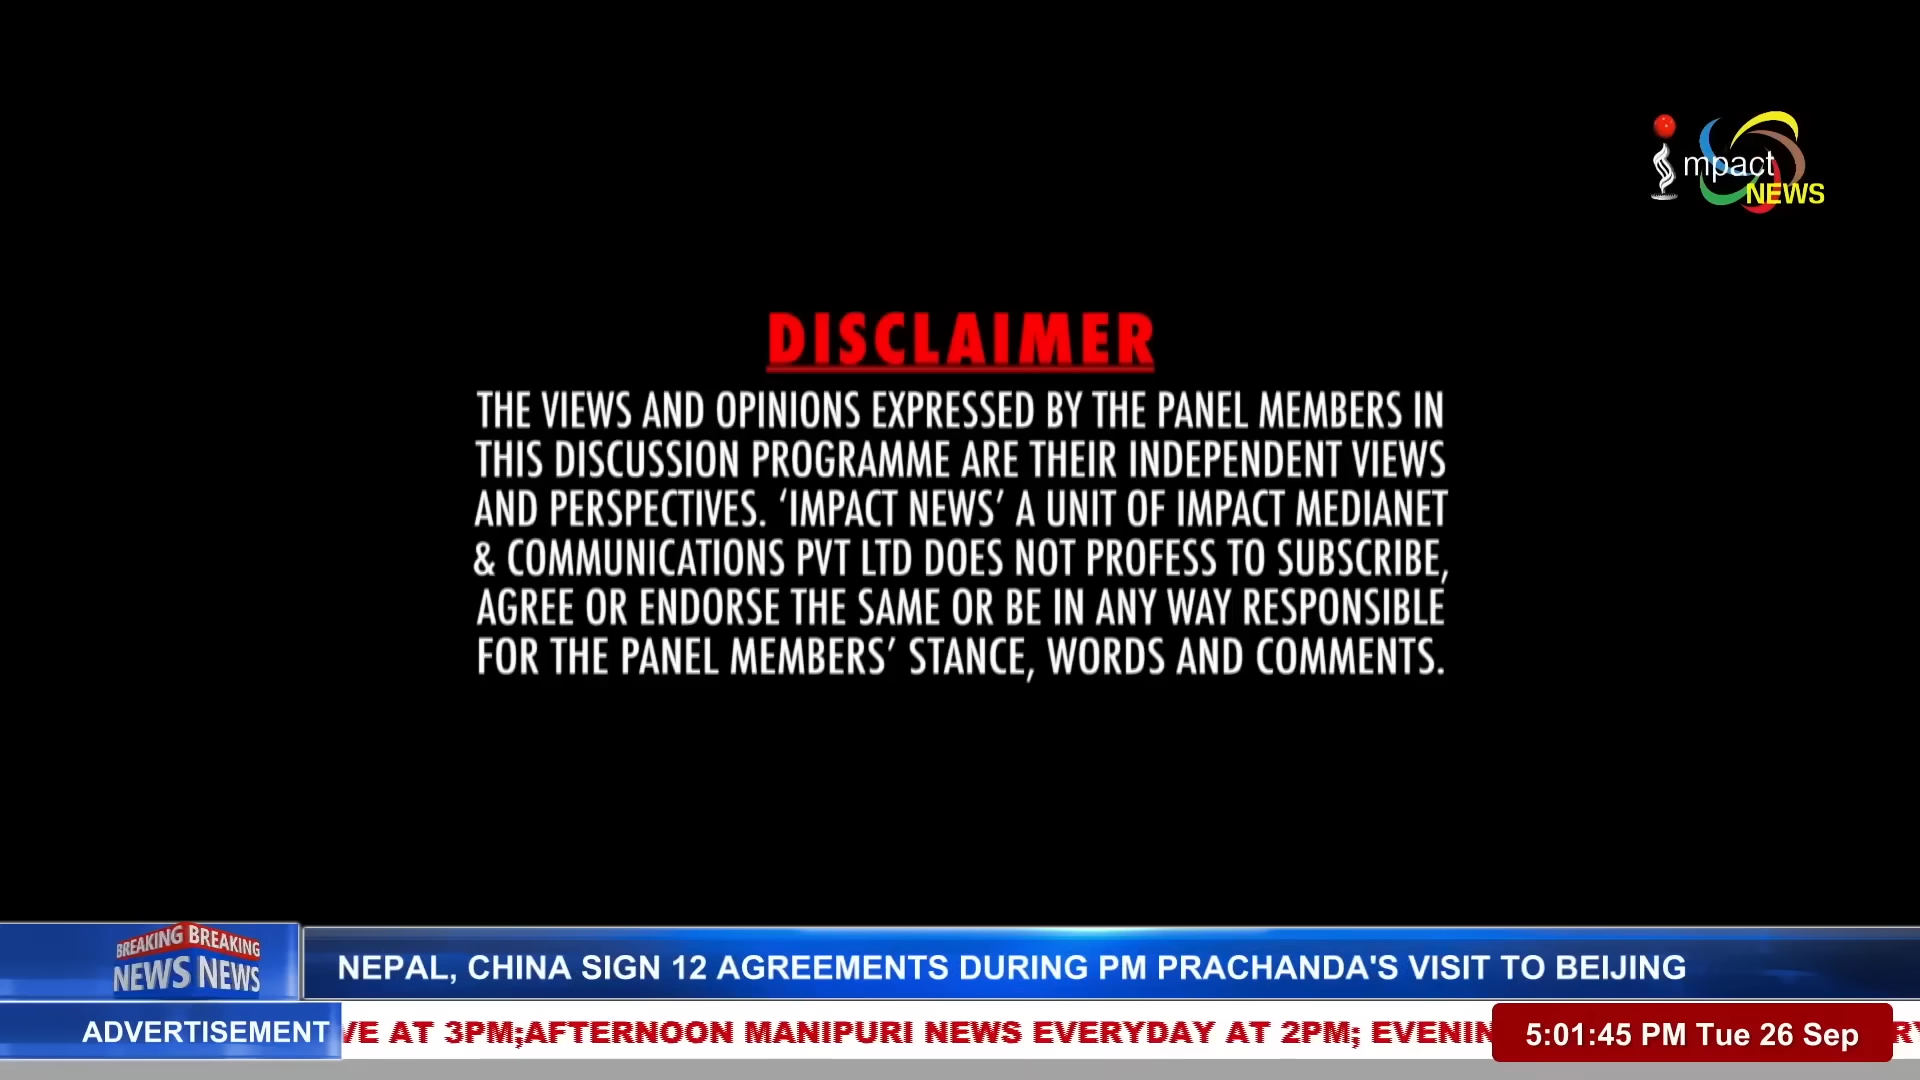 mpact
NEWS
DISCLAIMER
THE VIEWS AND OPINIONS EXPRESSED BY THE PANEL MEMBERS IN
THIS DISCUSSION PROGRAMME ARE THEIR INDEPENDENT VIEWS
AND PERSPECTIVES. ‘IMPACT NEWS’ A UNIT OF IMPACT MEDIANET
& COMMUNICATIONS PVT LTD DOES NOT PROFESS TO SUBSCRIBE,
AGREE OR ENDORSE THE SAME OR BE IN ANY WAY RESPONSIBLE
FOR THE PANEL MEMBERS’ STANCE, WORDS AND COMMENTS.
BREAKING BREAKING
NEWS NEWS
NEPAL, CHINA SIGN 12 AGREEMENTS DURING PM PRACHANDA'S VISIT TO BEIJING
ADVERTISEMENT
VE AT 3PM;AFTERNOON MANIPURI NEWS EVERYDAY AT 2PM; EVENIN
5:01:45 PM Tue 26 Sep